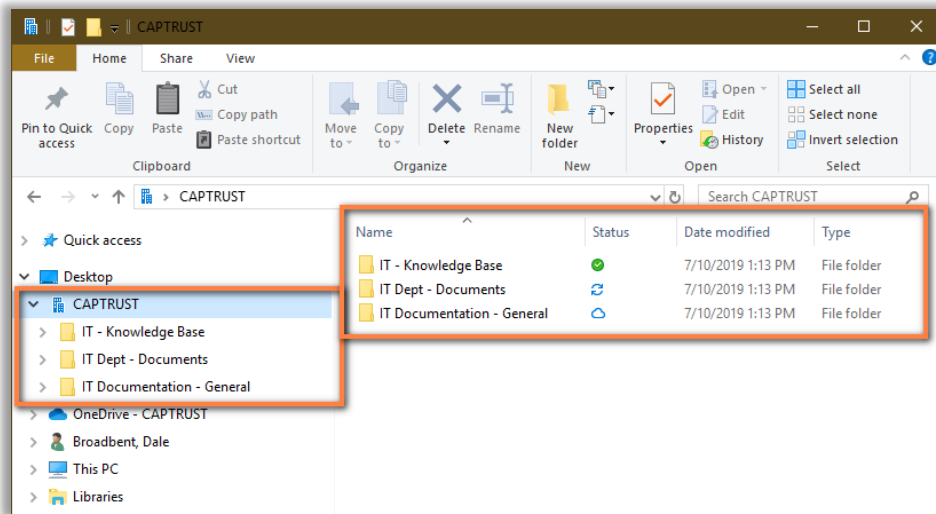 CAPTRUST
File Home Share View
Pin to Quick access
Copy
Paste
Cut
Copy path
Paste shortcut
Clipboard
Move to
Copy to
Delete
Rename
Organize
New folder
New
Properties
Open
Edit
History
Open
Select all
Select none
Invert selection
Select
CAPTRUST
Search CAPTRUST
Quick access
Desktop
CAPTRUST
IT - Knowledge Base
IT Dept - Documents
IT Documentation - General
OneDrive - CAPTRUST
Broadbent, Dale
This PC
Libraries
Name Status Date modified Type
IT - Knowledge Base 7/10/2019 1:13 PM File folder
IT Dept - Documents 7/10/2019 1:13 PM File folder
IT Documentation - General 7/10/2019 1:13 PM File folder